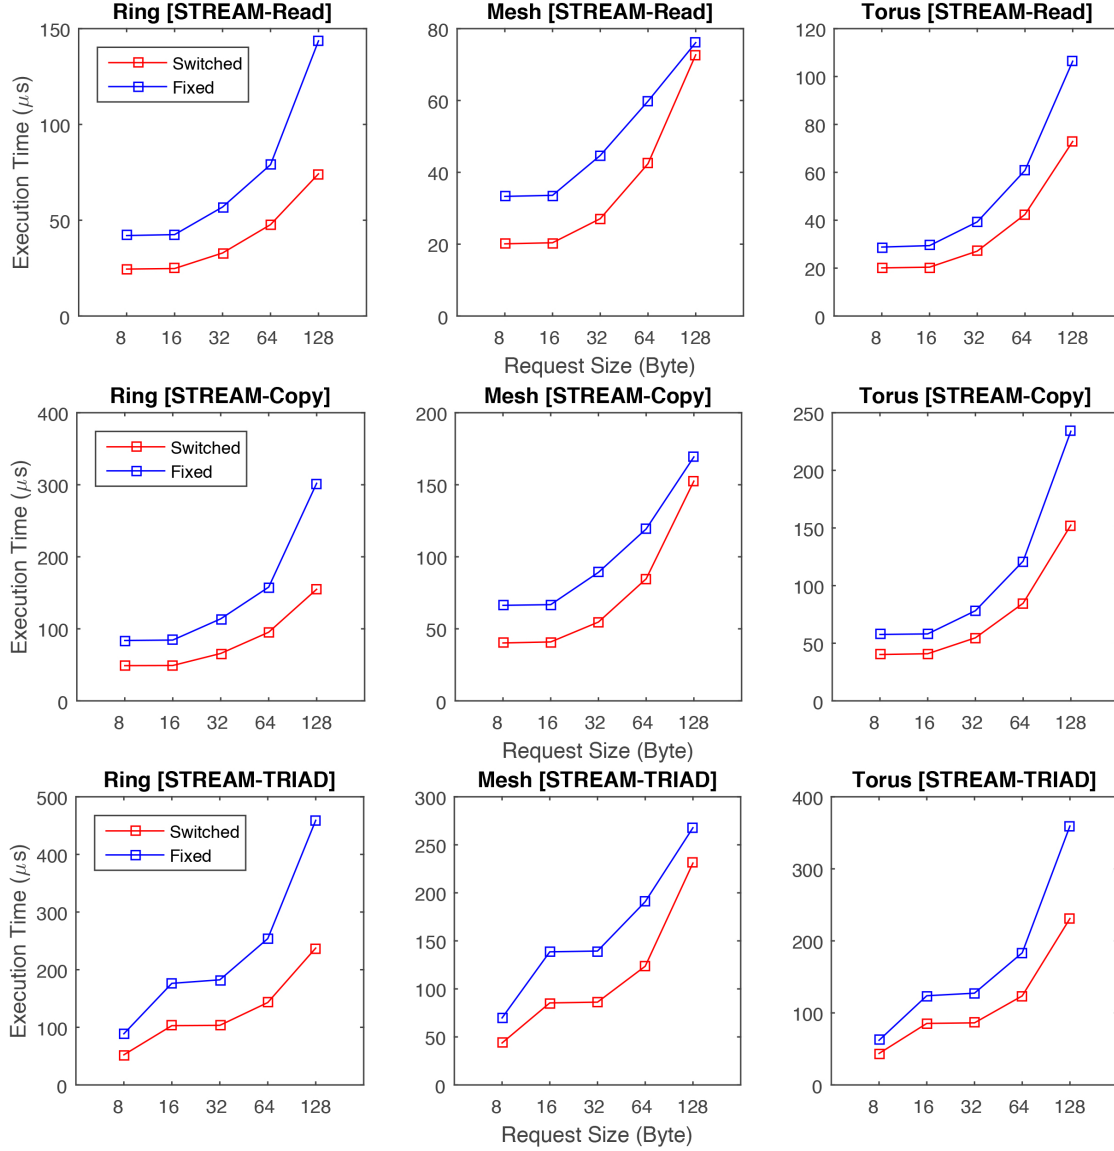 Ring [STREAM-Read]
Mesh [STREAM-Read]
Torus [STREAM-Read]
Execution Time (μs)
150
100
50
0
Switched
Fixed
8 16 32 64 128
80
60
40
20
0
8 16 32 64 128
Request Size (Byte)
120
100
80
60
40
20
0
8 16 32 64 128
Ring [STREAM-Copy]
Mesh [STREAM-Copy]
Torus [STREAM-Copy]
Execution Time (μs)
400
300
200
100
0
Switched
Fixed
8 16 32 64 128
200
150
100
50
0
8 16 32 64 128
Request Size (Byte)
250
200
150
100
50
0
8 16 32 64 128
Ring [STREAM-TRIAD]
Mesh [STREAM-TRIAD]
Torus [STREAM-TRIAD]
Execution Time (μs)
500
400
300
200
100
0
Switched
Fixed
8 16 32 64 128
300
250
200
150
100
50
0
8 16 32 64 128
Request Size (Byte)
400
300
200
100
0
8 16 32 64 128